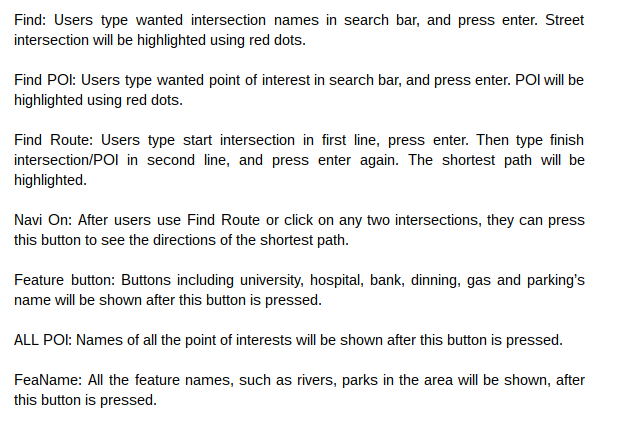 Find: Users type wanted intersection names in search bar, and press enter. Street
intersection will be highlighted using red dots.
Find POI: Users type wanted point of interest in search bar, and press enter. POI will be
highlighted using red dots.
Find Route: Users type start intersection in first line, press enter. Then type finish
intersection/POI in second line, and press enter again. The shortest path will be
highlighted.
Navi On: After users use Find Route or click on any two intersections, they can press
this button to see the directions of the shortest path.
Feature button: Buttons including university, hospital, bank, dinning, gas and parking's
name will be shown after this button is pressed.
ALL POI: Names of all the point of interests will be shown after this button is pressed.
FeaName: All the feature names, such as rivers, parks in the area will be shown, after
this button is pressed.